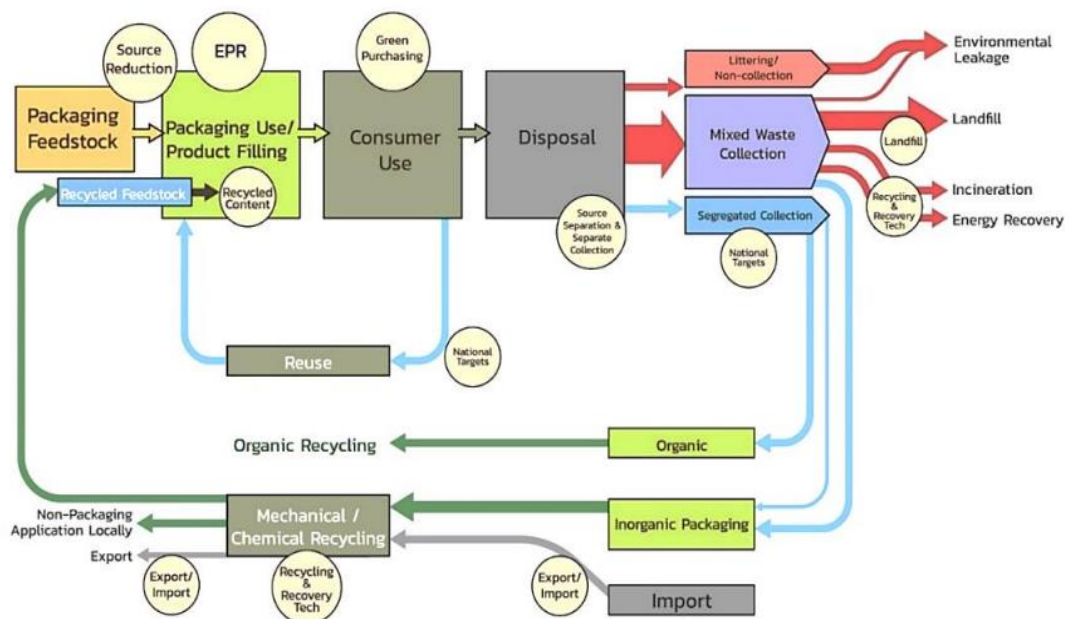 Source
Reduction
EPR
Green
Purchasing
Littering/
Non-collection
Environmental
Leakage
Packaging
Feedstock
Packaging Use/
Product Filling
Consumer
Use
Disposal
Mixed Waste
Collection
Landfill
Landfill
Recycled Feedstock
Recycled
Content
Source
Separation &
Separate
Collection
Segregated Collection
National
Targets
Recycling
&
Recovery
Tech
Incineration
Energy Recovery
Reuse
National
Targets
Organic Recycling
Organic
Non-Packaging
Application Locally
Export
Mechanical /
Chemical Recycling
Inorganic Packaging
Export/
Import
Recycling
&
Recovery
Tech
Export/
Import
Import